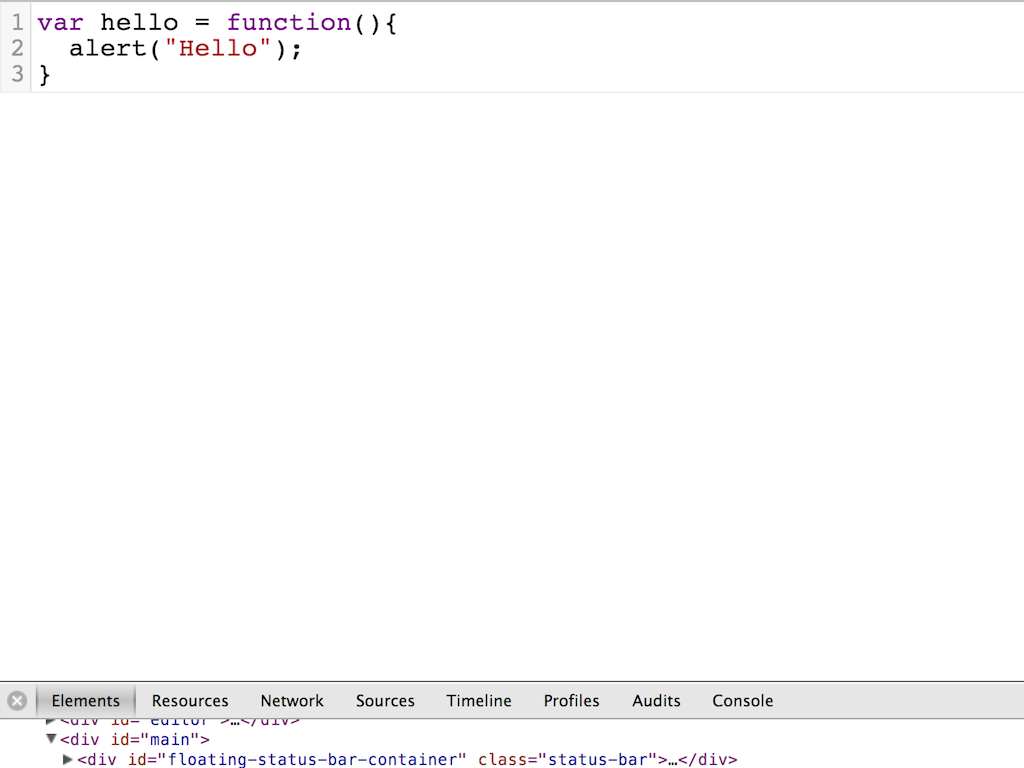 1 var hello = function(){
2   alert("Hello");
3 }
Elements Resources Network Sources Timeline Profiles Audits Console
▶<div id="editor">…</div>
▼<div id="main">
▶<div id="floating-status-bar-container" class="status-bar">…</div>